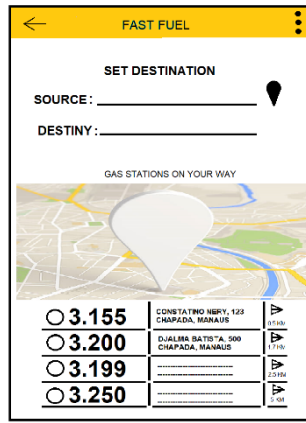 FAST FUEL
SET DESTINATION
SOURCE:
DESTINY:
GAS STATIONS ON YOUR WAY
3.155
CONSTATINO NERY, 123
CHAPADA, MANAUS
0.5 KM
3.200
DJALMA BATISTA, 500
CHAPADA, MANAUS
1.7 KM
3.199
2.5 KM
3.250
5 KM